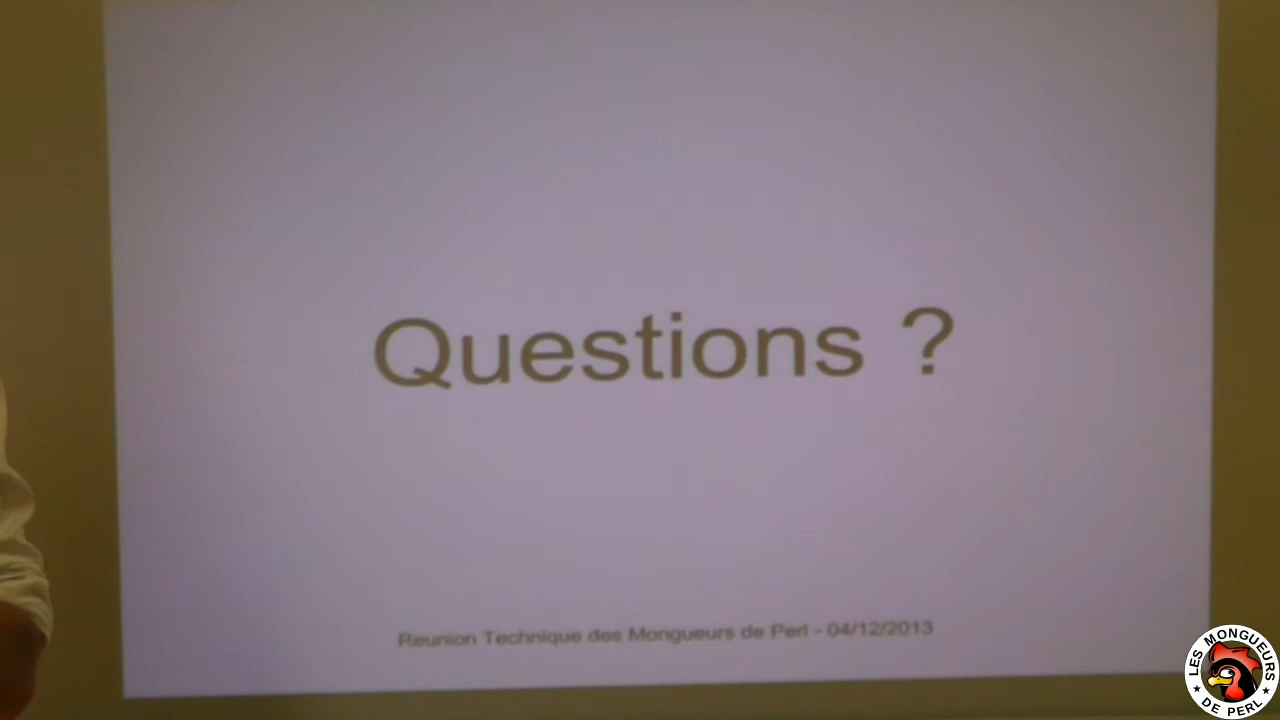 Questions ?
Reunion Technique des Mongueurs de Perl - 04/12/2013
LES MONGUEURS
★ DE PERL ★